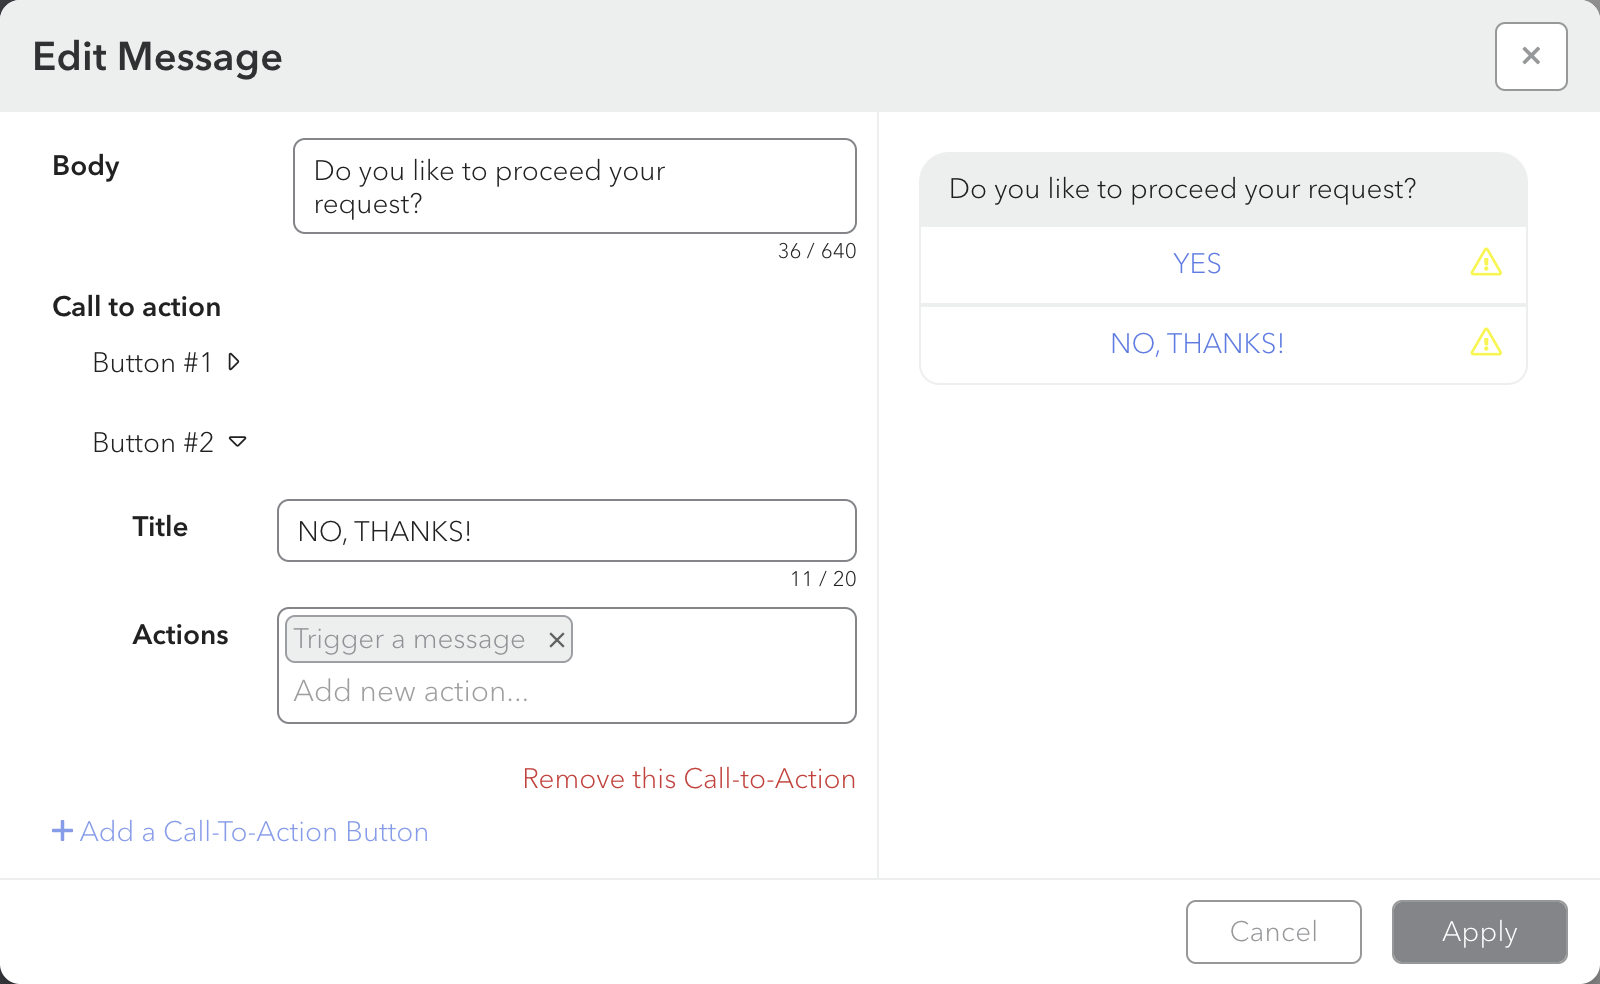 Edit Message
Body
Do you like to proceed your
request?
36 / 640
Call to action
Button #1
Button #2
Title
NO, THANKS!
11 / 20
Actions
Trigger a message
Add new action...
Remove this Call-to-Action
Add a Call-To-Action Button
Do you like to proceed your request?
YES
NO, THANKS!
Cancel
Apply